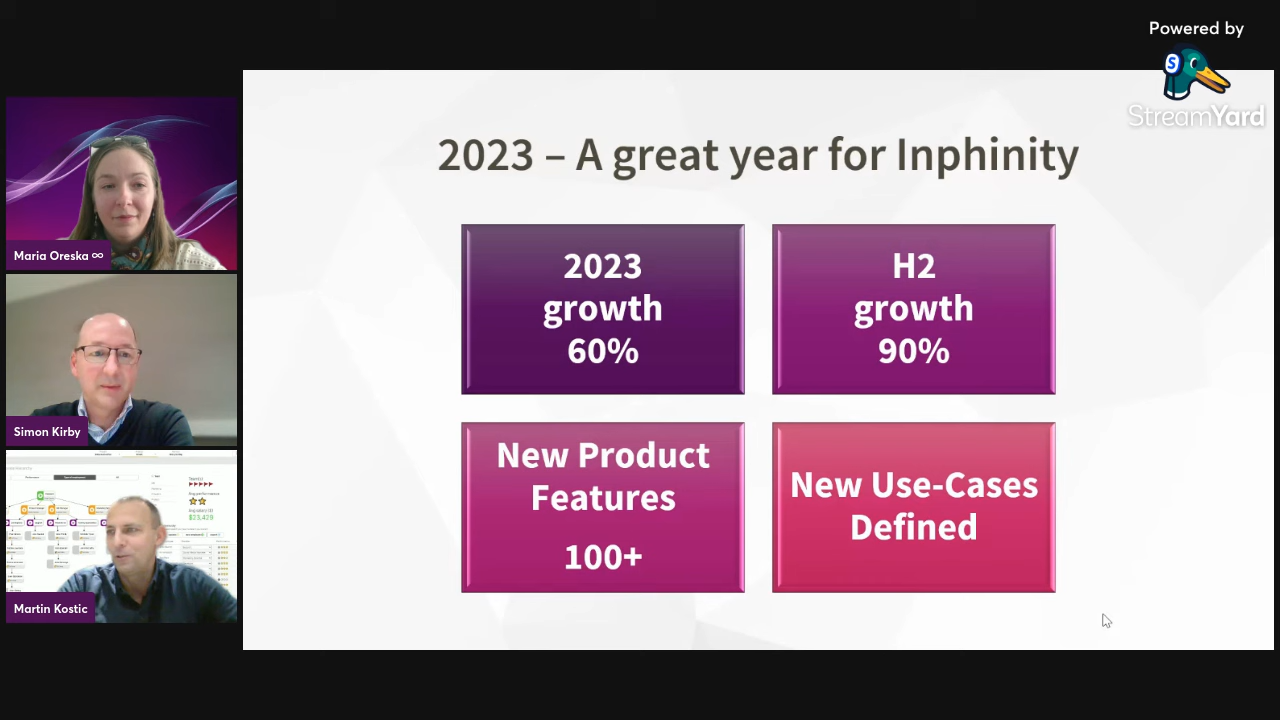 Powered by
StreamYard
2023 – A great year for Inphinity
2023
growth
60%
H2
growth
90%
New Product
Features
100+
New Use-Cases
Defined
Maria Oreska ∞
Simon Kirby
Martin Kostic